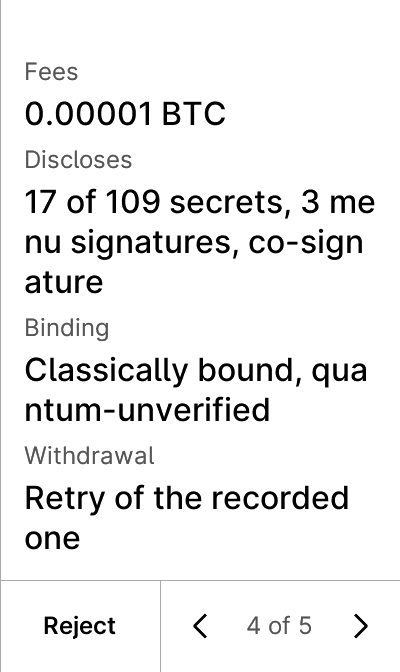 Fees
0.00001 BTC
Discloses
17 of 109 secrets, 3 me
nu signatures, co-sign
ature
Binding
Classically bound, qua
ntum-unverified
Withdrawal
Retry of the recorded
one
Reject
4 of 5